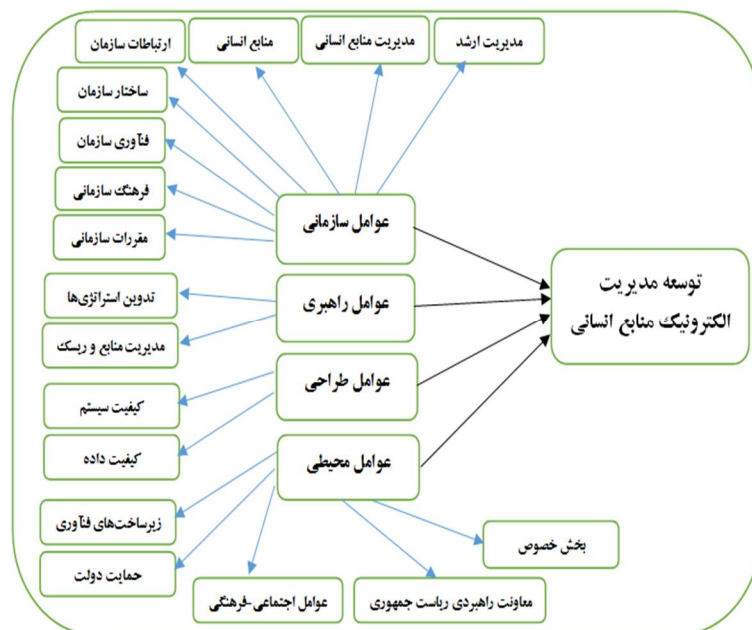 مدیریت ارشد
مدیریت منابع انسانی
منابع انسانی
ارتباطات سازمان
ساختار سازمان
فنآوری سازمان
فرهنگ سازمانی
مقررات سازمانی
عوامل سازمانی
توسعه مدیریت
الکترونیک منابع انسانی
عوامل راهبری
تدوین استراتژی‌ها
مدیریت منابع و ریسک
عوامل طراحی
کیفیت سیستم
کیفیت داده
عوامل محیطی
زیرساخت‌های فنآوری
حمایت دولت
بخش خصوص
معاونت راهبردی ریاست جمهوری
عوامل اجتماعی-فرهنگی